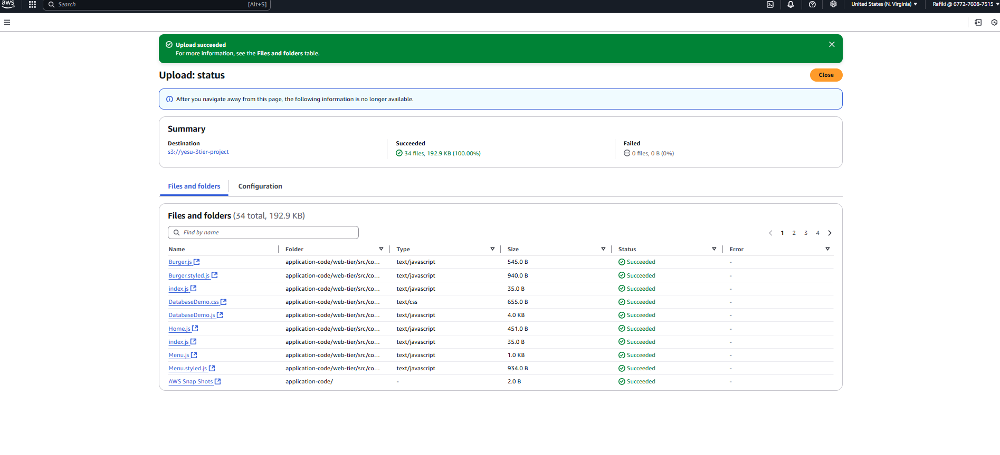 aws Search [Alt+S] United States (N. Virginia) Rafiki @ 6772-7608-7515
Upload succeeded
For more information, see the Files and folders table.
Upload: status
Close
After you navigate away from this page, the following information is no longer available.
Summary
Destination Succeeded Failed
s3://yesu-3tier-project 34 files, 192.9 KB (100.00%) 0 files, 0 B (0%)
Files and folders Configuration
Files and folders (34 total, 192.9 KB)
Find by name 1 2 3 4
Name Folder Type Size Status Error
Burger.js application-code/web-tier/src/co... text/javascript 545.0 B Succeeded -
Burger.styled.js application-code/web-tier/src/co... text/javascript 940.0 B Succeeded -
index.js application-code/web-tier/src/co... text/javascript 35.0 B Succeeded -
DatabaseDemo.css application-code/web-tier/src/co... text/css 655.0 B Succeeded -
DatabaseDemo.js application-code/web-tier/src/co... text/javascript 4.0 KB Succeeded -
Home.js application-code/web-tier/src/co... text/javascript 451.0 B Succeeded -
index.js application-code/web-tier/src/co... text/javascript 35.0 B Succeeded -
Menu.js application-code/web-tier/src/co... text/javascript 1.0 KB Succeeded -
Menu.styled.js application-code/web-tier/src/co... text/javascript 934.0 B Succeeded -
AWS Snap Shots application-code/ - 2.0 B Succeeded -